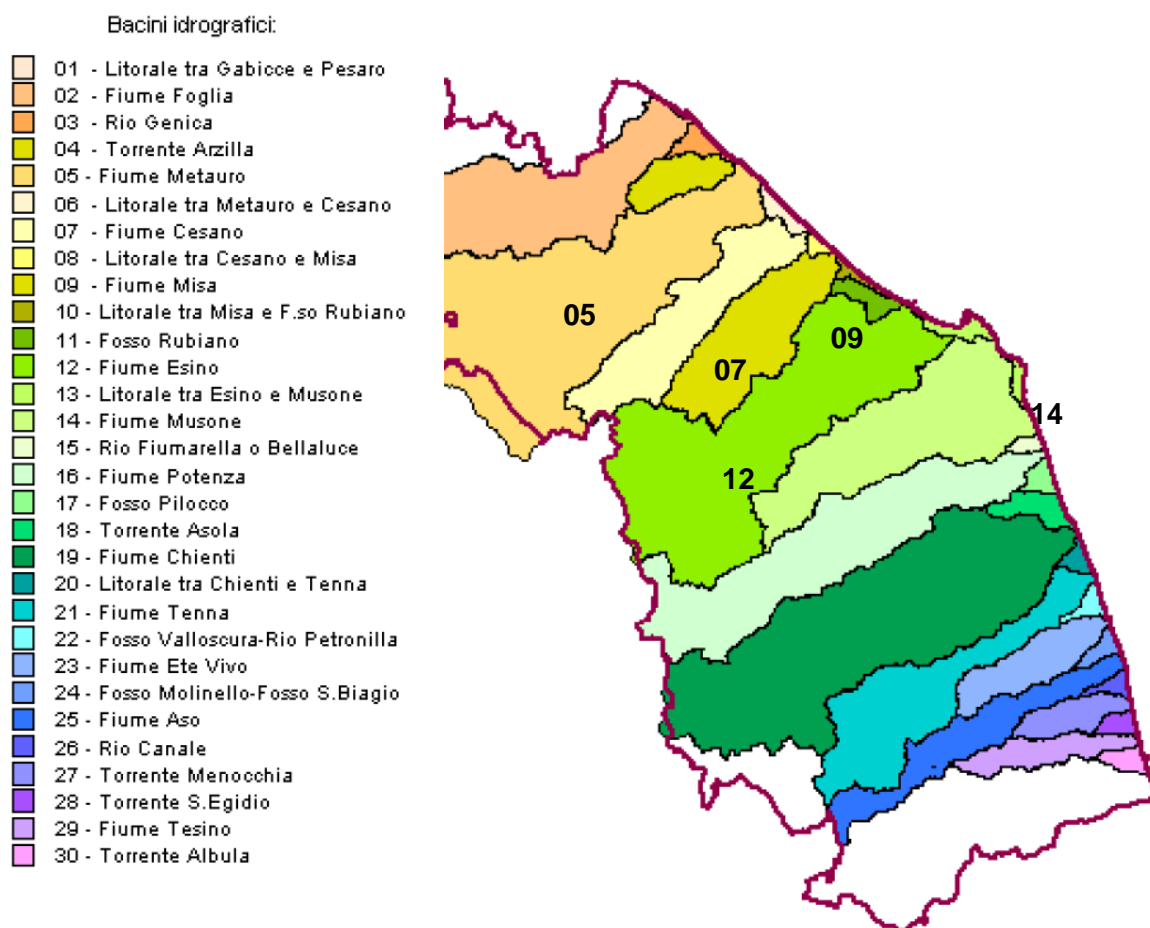 Bacini idrografici:
01 - Litorale tra Gabicce e Pesaro
02 - Fiume Foglia
03 - Rio Genica
04 - Torrente Arzilla
05 - Fiume Metauro
06 - Litorale tra Metauro e Cesano
07 - Fiume Cesano
08 - Litorale tra Cesano e Misa
09 - Fiume Misa
10 - Litorale tra Misa e F.so Rubiano
11 - Fosso Rubiano
12 - Fiume Esino
13 - Litorale tra Esino e Musone
14 - Fiume Musone
15 - Rio Fiumarella o Bellaluce
16 - Fiume Potenza
17 - Fosso Pilocco
18 - Torrente Asola
19 - Fiume Chienti
20 - Litorale tra Chienti e Tenna
21 - Fiume Tenna
22 - Fosso Valloscura-Rio Petronilla
23 - Fiume Ete Vivo
24 - Fosso Molinello-Fosso S.Biagio
25 - Fiume Aso
26 - Rio Canale
27 - Torrente Menocchia
28 - Torrente S.Egidio
29 - Fiume Tesino
30 - Torrente Albula
05
09
07
14
12